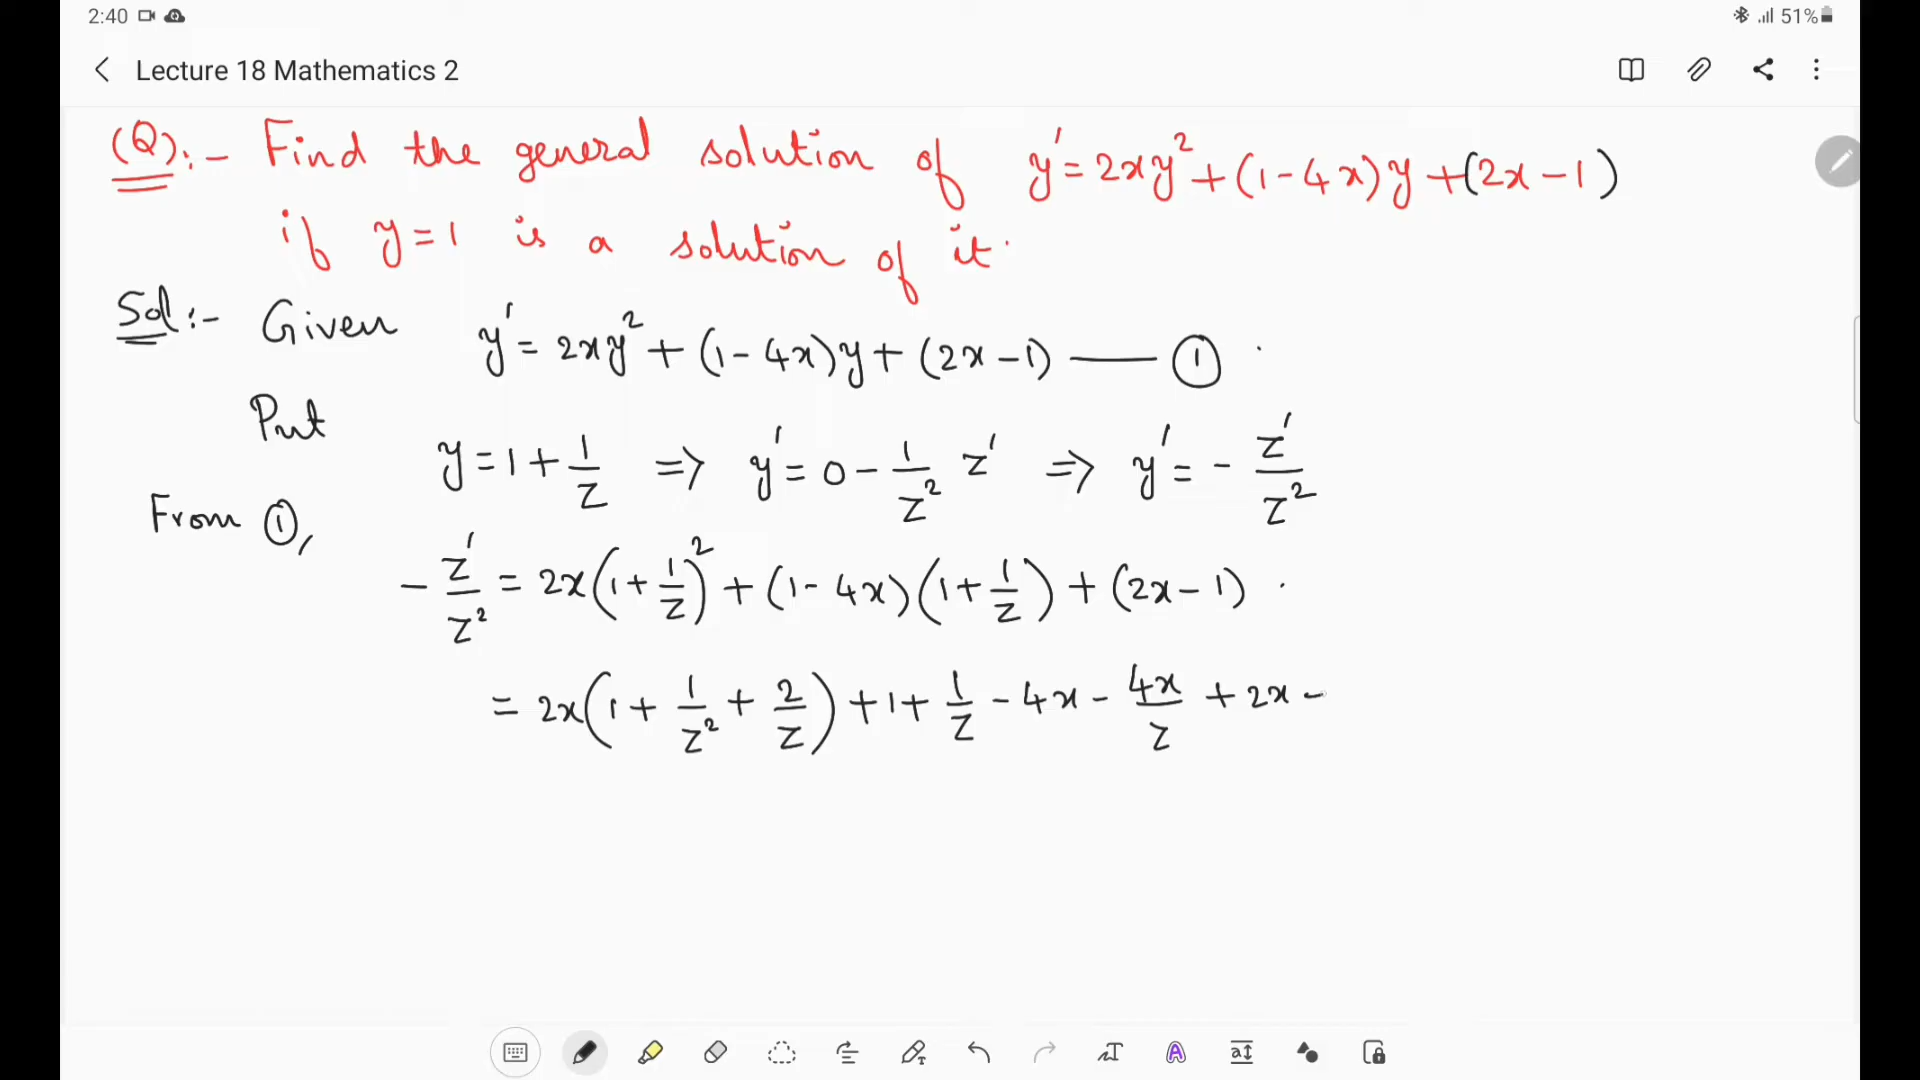 2:40 51%
Lecture 18 Mathematics 2
(Q):- Find the general solution of y' = 2xy² + (1-4x)y + (2x-1)
if y=1 is a solution of it.
Sol:- Given y' = 2xy² + (1-4x)y + (2x-1) —— ①
Put
y = 1 + 1/z => y' = 0 - 1/z² z' => y' = - z'/z²
From ①,
- z'/z² = 2x(1 + 1/z)² + (1-4x)(1 + 1/z) + (2x-1).
= 2x(1 + 1/z² + 2/z) + 1 + 1/z - 4x - 4x/z + 2x -